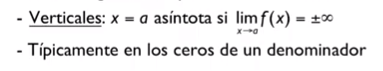 - Verticales: x = a asíntota si lim f(x) = ±∞
x→a
- Típicamente en los ceros de un denominador